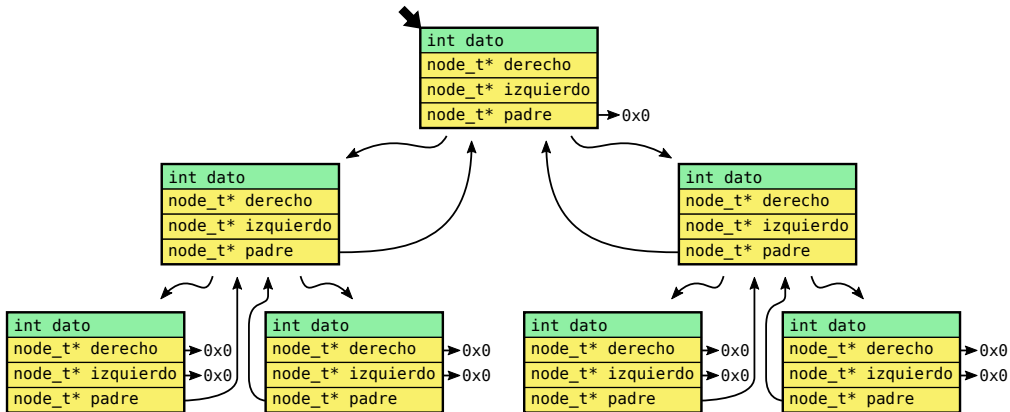 int dato
node_t* derecho
node_t* izquierdo
node_t* padre 0x0
int dato
node_t* derecho
node_t* izquierdo
node_t* padre
int dato
node_t* derecho
node_t* izquierdo
node_t* padre
int dato
node_t* derecho 0x0
node_t* izquierdo 0x0
node_t* padre
int dato
node_t* derecho 0x0
node_t* izquierdo 0x0
node_t* padre
int dato
node_t* derecho 0x0
node_t* izquierdo 0x0
node_t* padre
int dato
node_t* derecho 0x0
node_t* izquierdo 0x0
node_t* padre